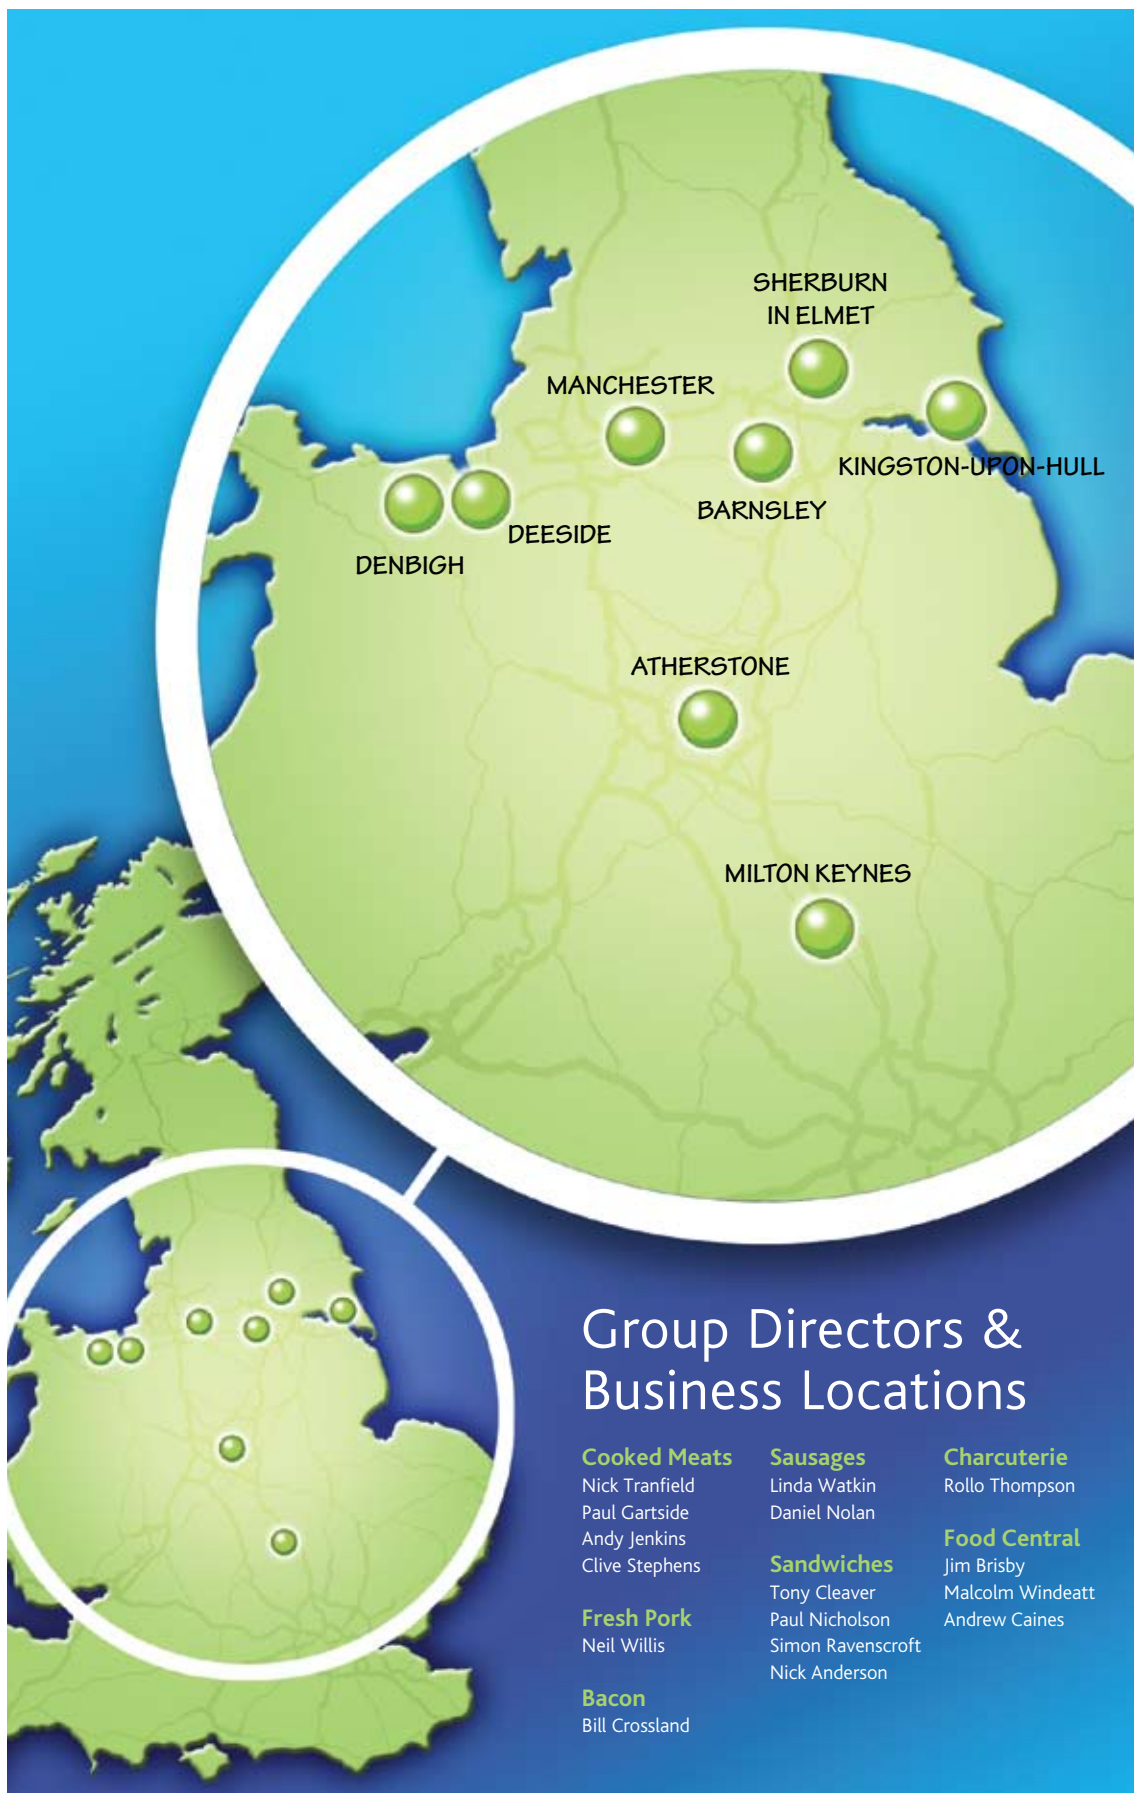 SHERBURN
IN ELMET
MANCHESTER
KINGSTON-UPON-HULL
BARNSLEY
DEESIDE
DENBIGH
ATHERSTONE
MILTON KEYNES
Group Directors &
Business Locations
Cooked Meats
Nick Tranfield
Paul Gartside
Andy Jenkins
Clive Stephens
Fresh Pork
Neil Willis
Bacon
Bill Crossland
Sausages
Linda Watkin
Daniel Nolan
Sandwiches
Tony Cleaver
Paul Nicholson
Simon Ravenscroft
Nick Anderson
Charcuterie
Rollo Thompson
Food Central
Jim Brisby
Malcolm Windeatt
Andrew Caines